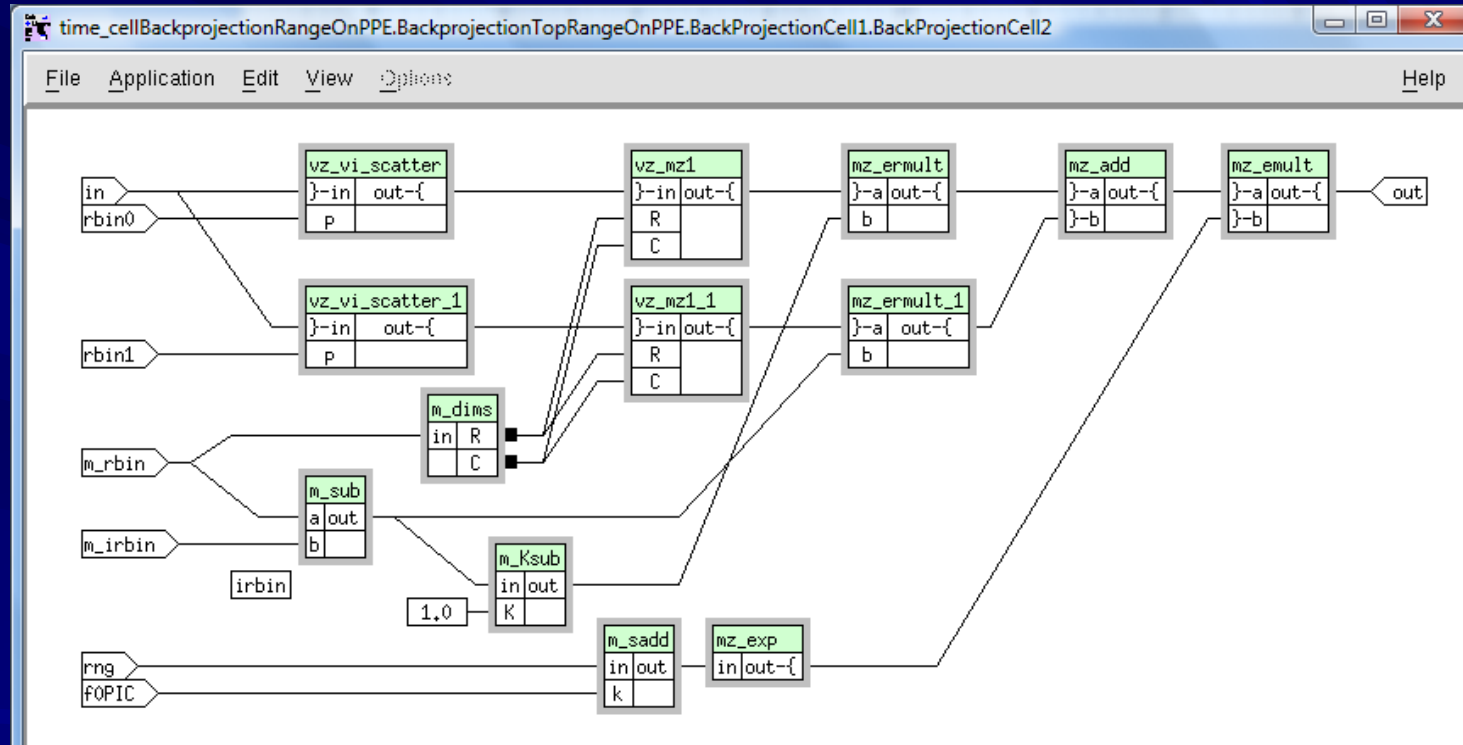 time_cellBackprojectionRangeOnPPE.BackprojectionTopRangeOnPPE.BackProjectionCell1.BackProjectionCell2
File Application Edit View Options Help
vz_vi_scatter vz_mz1 mz_ermult mz_add mz_emult
in }-in out-{ }-in out-{ }-a out-{ }-a out-{ }-a out-{ out
rbin0 p R b }-b }-b
C
vz_vi_scatter_1 vz_mz1_1 mz_ermult_1
}-in out-{ }-in out-{ }-a out-{
rbin1 p R b
C
m_dims
in R
m_rbin C
m_sub
a out
m_irbin b
m_Ksub
irbin in out
1.0 K
m_sadd mz_exp
rng in out in out-{
fOPIC k